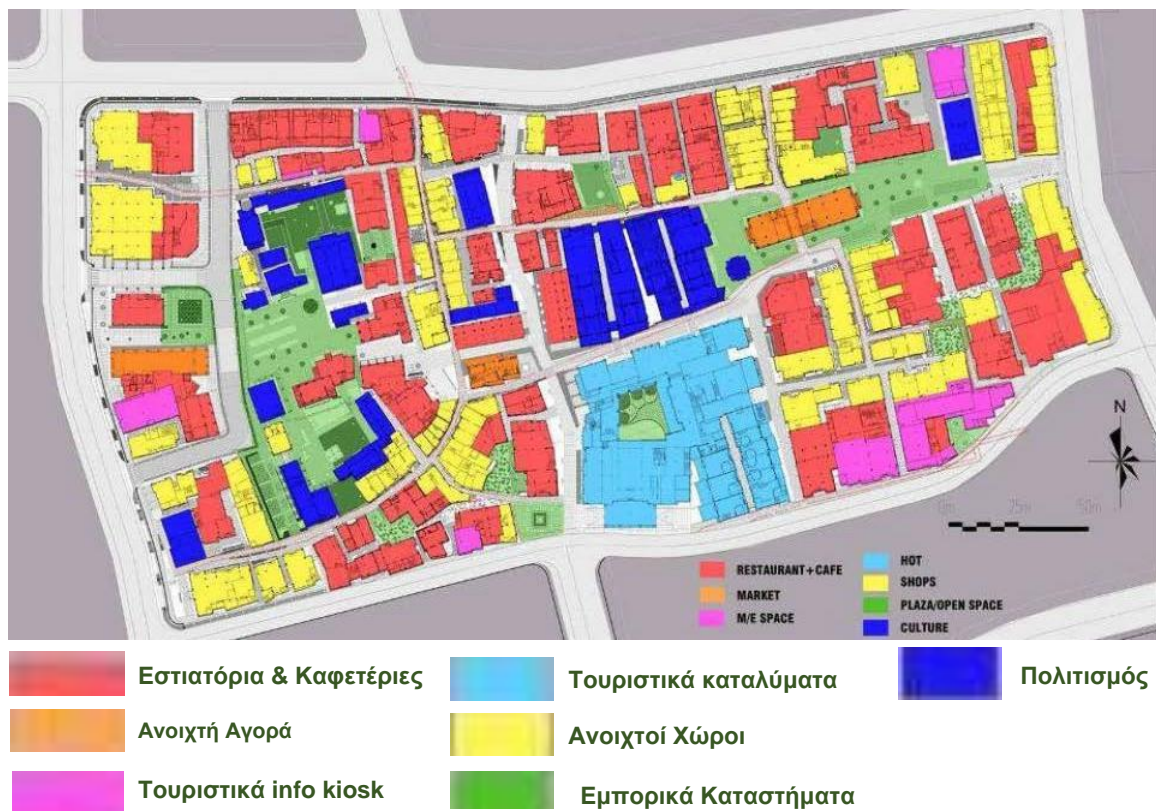 N
0m 25m 50m
RESTAURANT+CAFE
MARKET
M/E SPACE
HOT
SHOPS
PLAZA/OPEN SPACE
CULTURE
Εστιατόρια & Καφετέριες
Τουριστικά καταλύματα
Πολιτισμός
Ανοιχτή Αγορά
Ανοιχτοί Χώροι
Τουριστικά info kiosk
Εμπορικά Καταστήματα